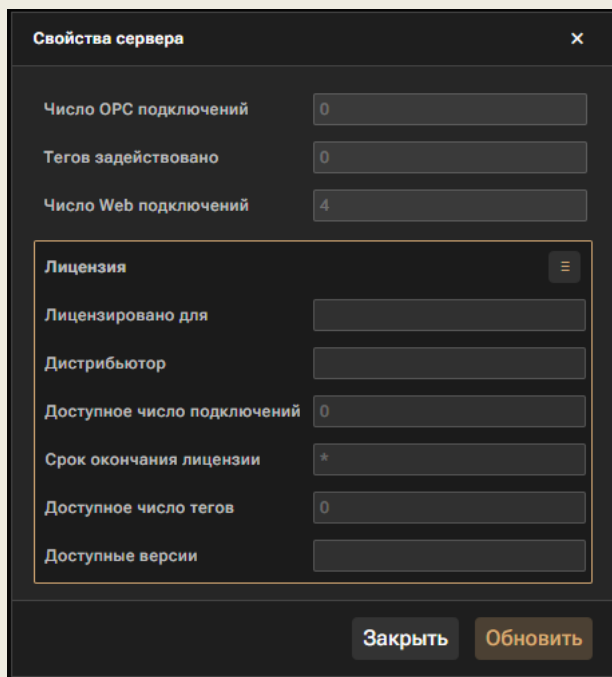 Свойства сервера ×
Число OPC подключений 0
Тегов задействовано 0
Число Web подключений 4
Лицензия
Лицензировано для
Дистрибьютор
Доступное число подключений 0
Срок окончания лицензии *
Доступное число тегов 0
Доступные версии
Закрыть Обновить